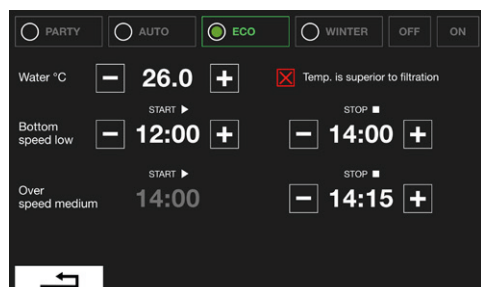 PARTY AUTO ECO WINTER OFF ON
Water °C − 26.0 + Temp. is superior to filtration
START ▶ STOP ■
Bottom
speed low − 12:00 + − 14:00 +
START ▶ STOP ■
Over
speed medium 14:00 − 14:15 +